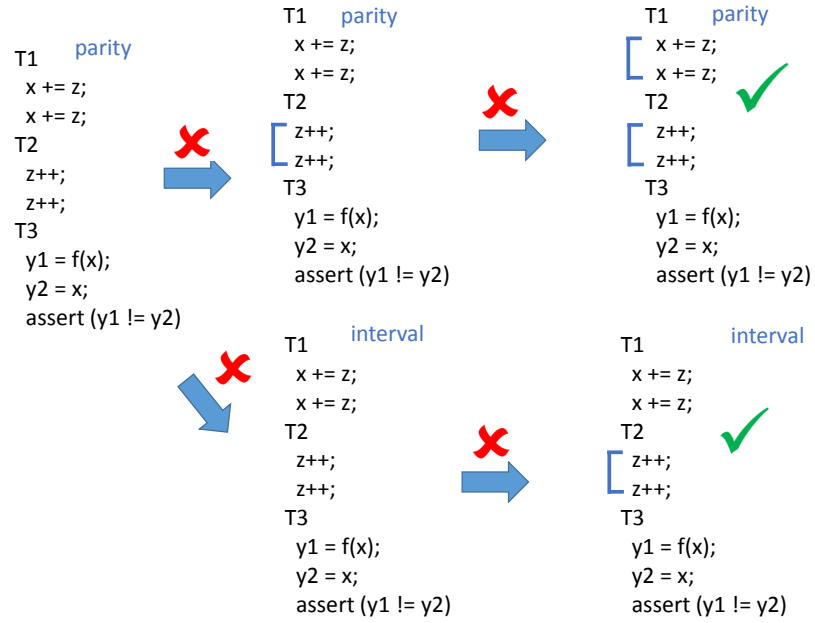 T1 parity
x += z;
x += z;
T2
z++;
z++;
T3
y1 = f(x);
y2 = x;
assert (y1 != y2)
T1 parity
x += z;
x += z;
T2
z++;
z++;
T3
y1 = f(x);
y2 = x;
assert (y1 != y2)
T1 parity
x += z;
x += z;
T2
z++;
z++;
T3
y1 = f(x);
y2 = x;
assert (y1 != y2)
T1 interval
x += z;
x += z;
T2
z++;
z++;
T3
y1 = f(x);
y2 = x;
assert (y1 != y2)
T1 interval
x += z;
x += z;
T2
z++;
z++;
T3
y1 = f(x);
y2 = x;
assert (y1 != y2)